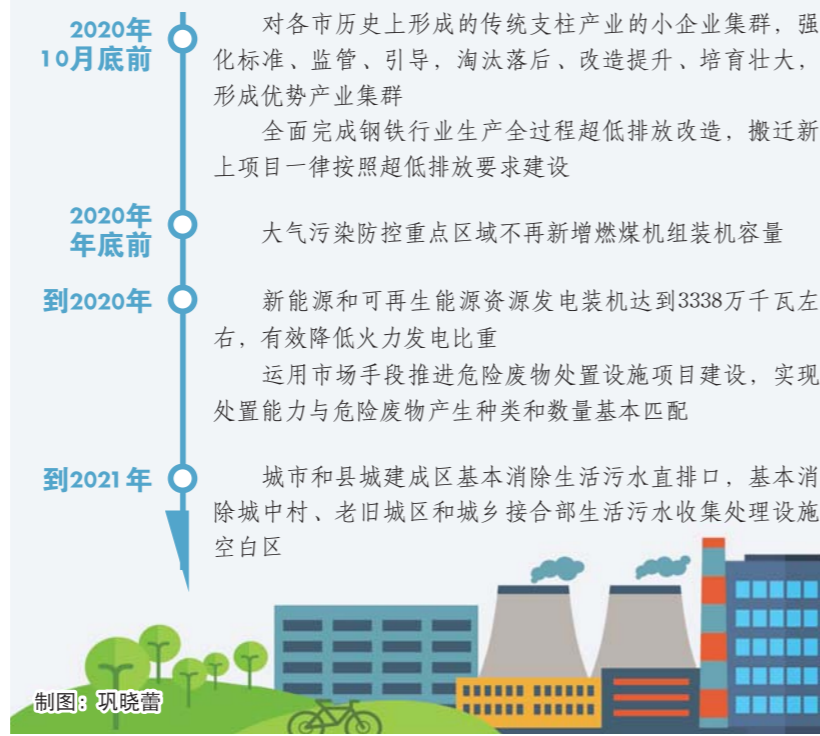 2020年
10月底前
对各市历史上形成的传统支柱产业的小企业集群，强
化标准、监管、引导，淘汰落后、改造提升、培育壮大，
形成优势产业集群
全面完成钢铁行业生产全过程超低排放改造，搬迁新
上项目一律按照超低排放要求建设
2020年
年底前
大气污染防控重点区域不再新增燃煤机组装机容量
到2020年
新能源和可再生能源资源发电装机达到3338万千瓦左
右，有效降低火力发电比重
运用市场手段推进危险废物处置设施项目建设，实现
处置能力与危险废物产生种类和数量基本匹配
到2021年
城市和县城建成区基本消除生活污水直排口，基本消
除城中村、老旧城区和城乡接合部生活污水收集处理设施
空白区
制图：巩晓蕾